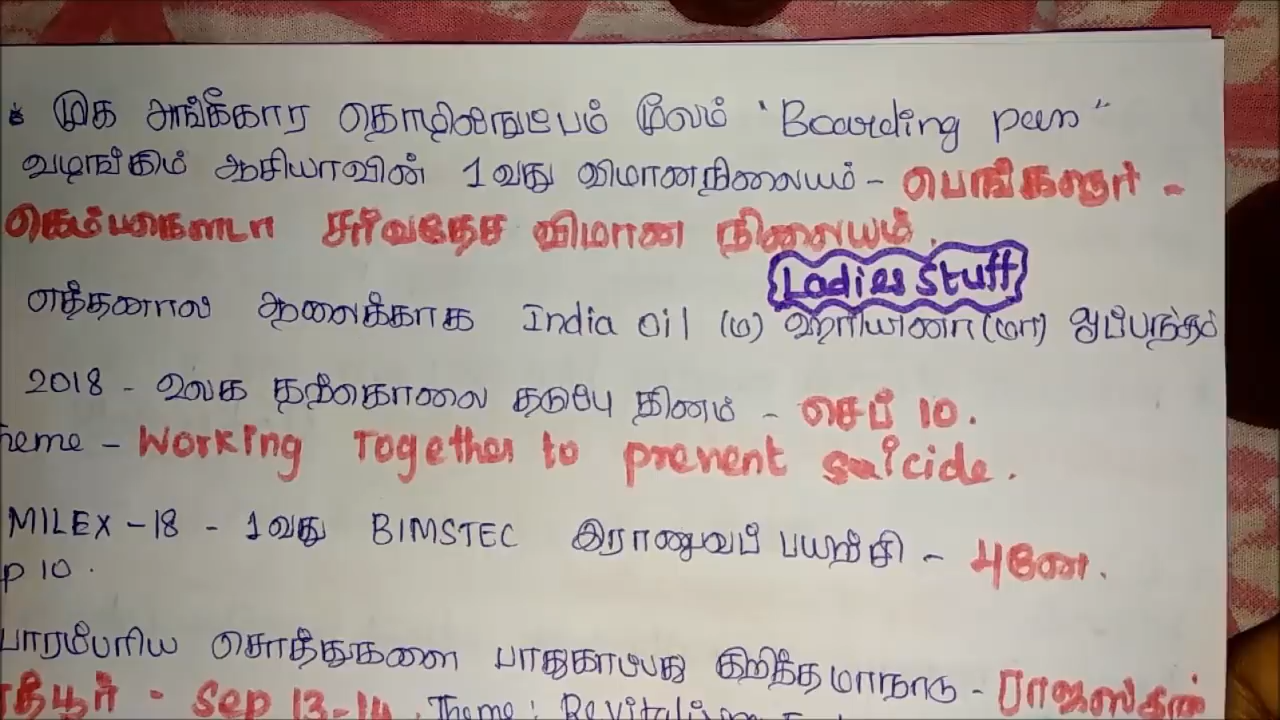 * முக அங்கீகார தொழில்நுட்பம் மூலம் 'Boarding pass"
வழங்கும் ஆசியாவின் 1வது விமானநிலையம் - பெங்களூர் -
கெம்பகௌடா சர்வதேச விமான நிலையம்.
Ladies Stuff
எத்தனால் ஆலைக்காக India oil (ம) ஹரியானா (மா) ஒப்பந்தம்
2018 - உலக தற்கொலை தடுப்பு தினம் - செப் 10.
heme - Working Together to prevent suicide.
MILEX - 18 - 1வது BIMSTEC இராணுவப் பயிற்சி - புனே.
p 10.
பாரம்பரிய சொத்துகளை பாதுகாப்பது குறித்த மாநாடு - ராஜஸ்தான்
Sep 13-14. Theme: